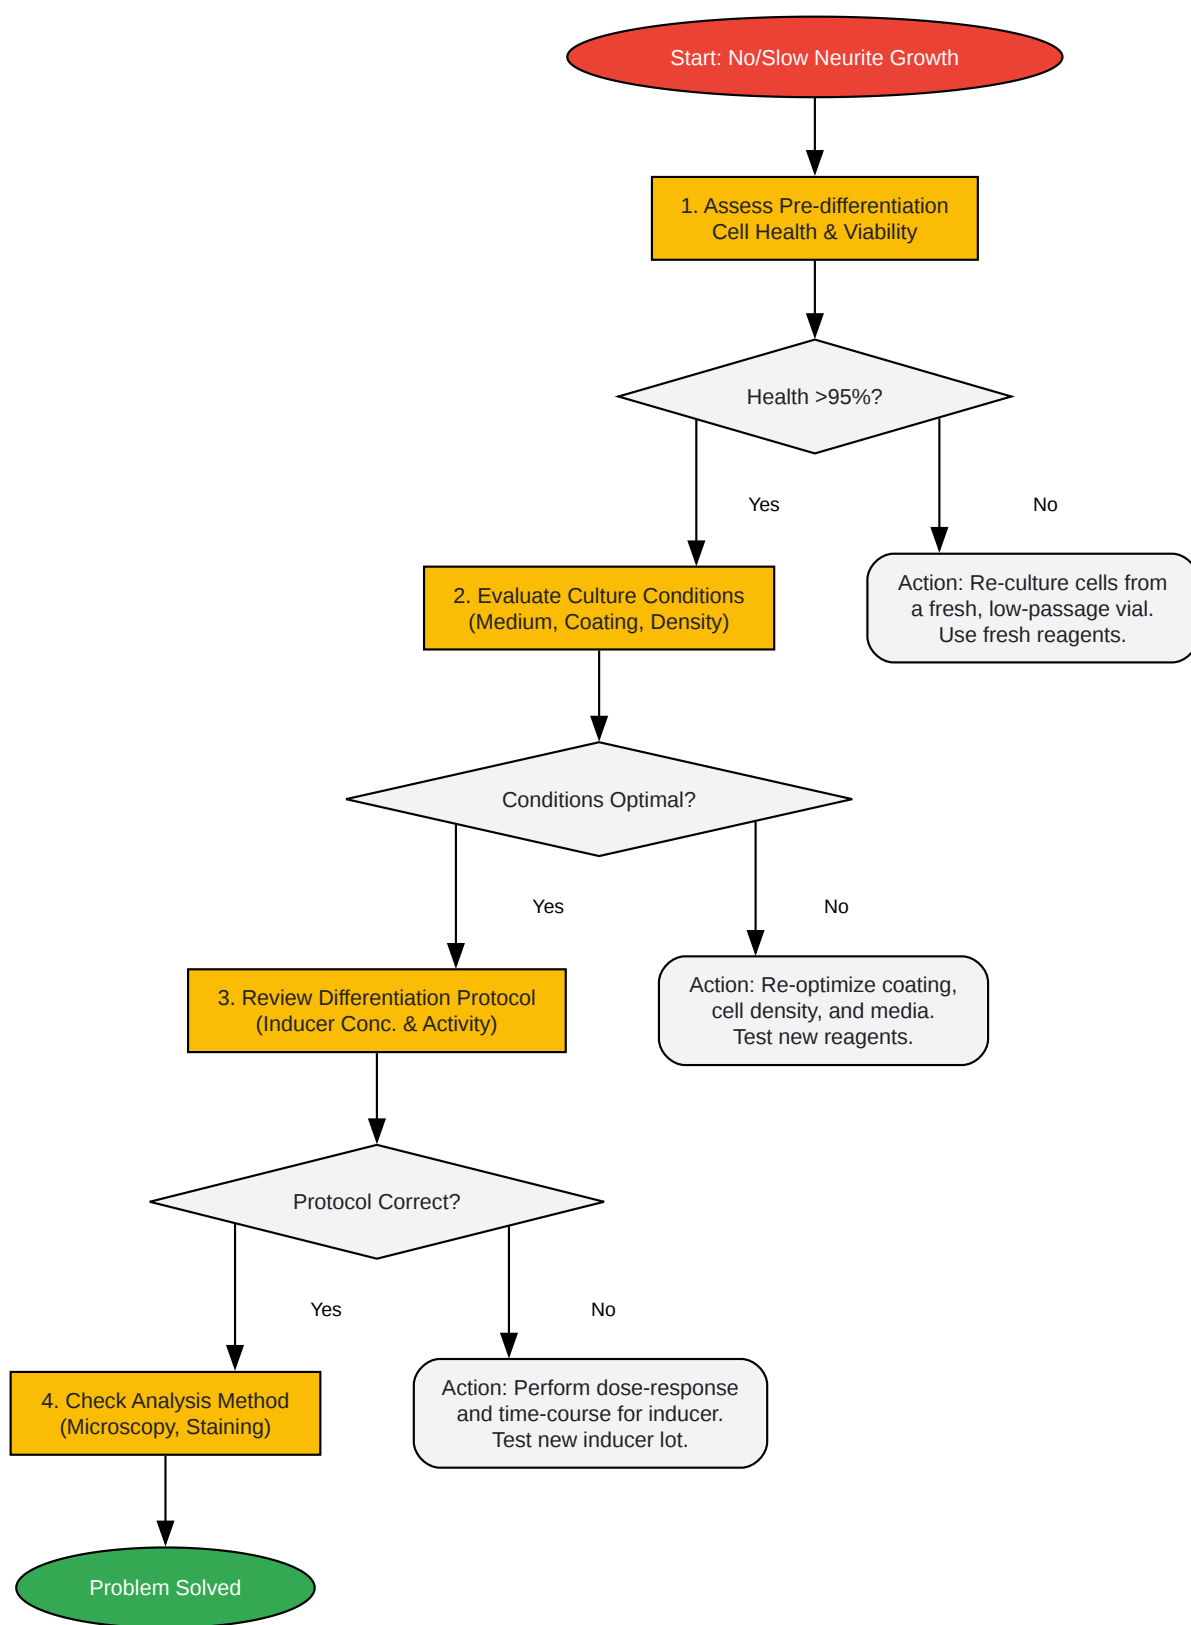 Start: No/Slow Neurite Growth
1. Assess Pre-differentiation
Cell Health & Viability
Health >95%?
Yes
No
2. Evaluate Culture Conditions
(Medium, Coating, Density)
Action: Re-culture cells from
a fresh, low-passage vial.
Use fresh reagents.
Conditions Optimal?
Yes
No
3. Review Differentiation Protocol
(Inducer Conc. & Activity)
Action: Re-optimize coating,
cell density, and media.
Test new reagents.
Protocol Correct?
Yes
No
4. Check Analysis Method
(Microscopy, Staining)
Action: Perform dose-response
and time-course for inducer.
Test new inducer lot.
Problem Solved